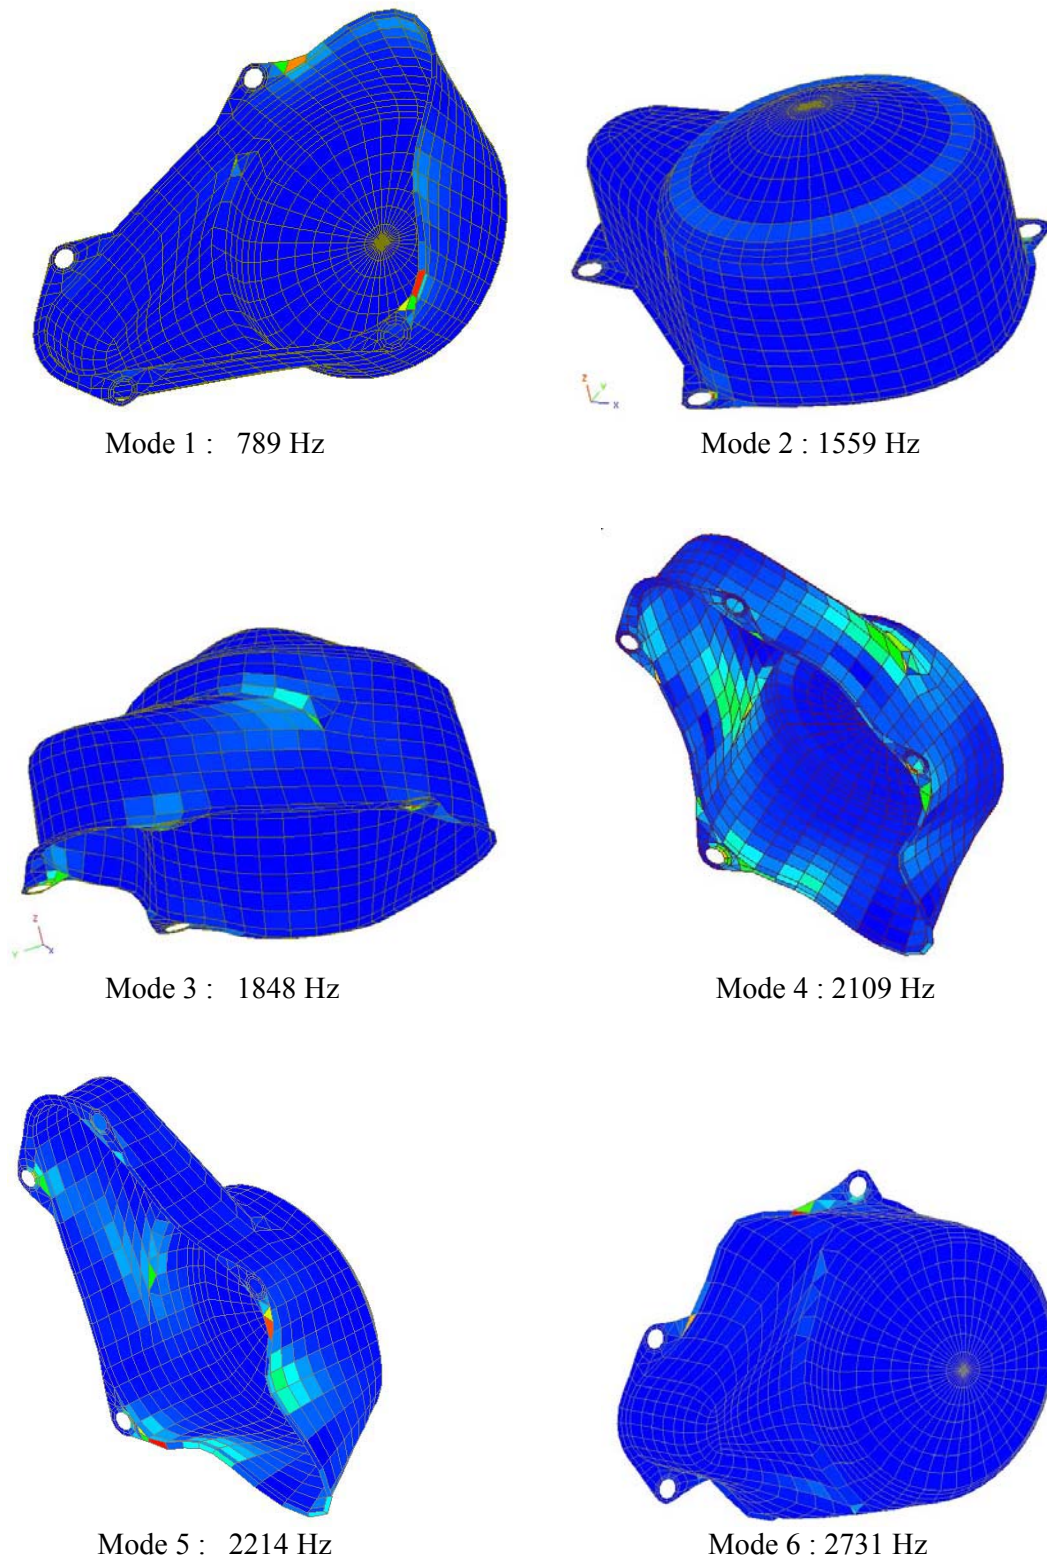 Z
Y
X
Mode 1 : 789 Hz
Mode 2 : 1559 Hz
Z
Y
X
Mode 3 : 1848 Hz
Mode 4 : 2109 Hz
Mode 5 : 2214 Hz
Mode 6 : 2731 Hz